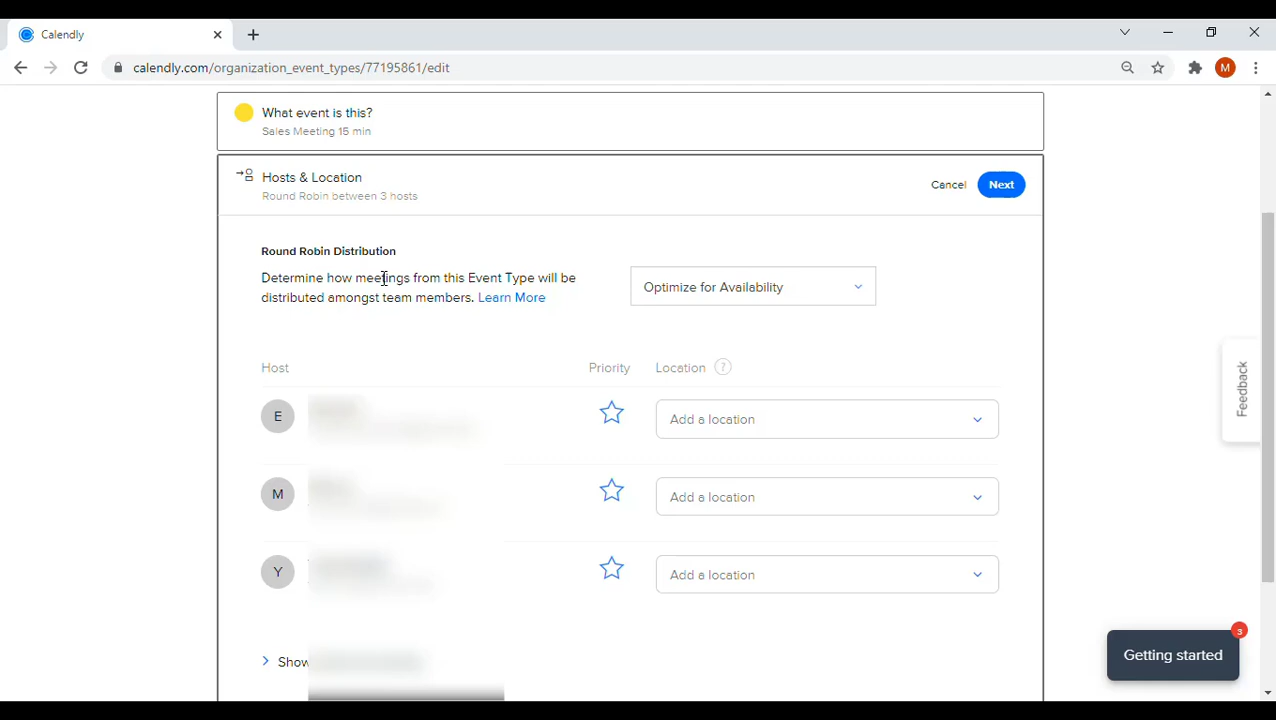 Calendly
calendly.com/organization_event_types/77195861/edit
M
What event is this?
Sales Meeting 15 min
Hosts & Location
Round Robin between 3 hosts
Cancel
Next
Round Robin Distribution
Determine how meetings from this Event Type will be
distributed amongst team members. Learn More
Optimize for Availability
Host
Priority
Location ?
E
Add a location
M
Add a location
Y
Add a location
Show
Feedback
3
Getting started